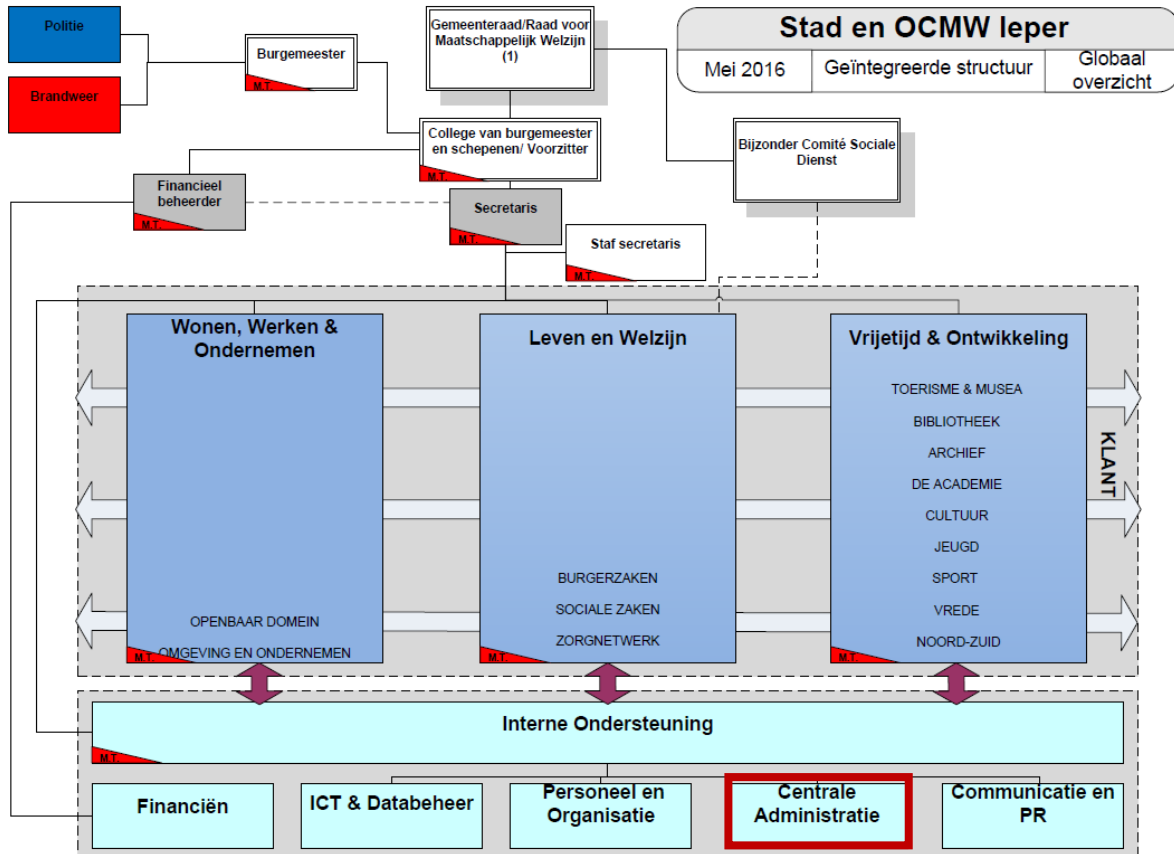 Politie
Brandweer
Burgemeester
M.T.
Gemeenteraad/Raad voor
Maatschappelijk Welzijn
(1)
Stad en OCMW Ieper
Mei 2016
Geïntegreerde structuur
Globaal
overzicht
College van burgemeester
en schepenen/ Voorzitter
M.T.
Bijzonder Comité Sociale
Dienst
Financieel
beheerder
M.T.
Secretaris
M.T.
Staf secretaris
M.T.
Wonen, Werken &
Ondernemen
OPENBAAR DOMEIN
OMGEVING EN ONDERNEMEN
M.T.
Leven en Welzijn
BURGERZAKEN
SOCIALE ZAKEN
ZORGNETWERK
M.T.
Vrijetijd & Ontwikkeling
TOERISME & MUSEA
BIBLIOTHEEK
ARCHIEF
DE ACADEMIE
CULTUUR
JEUGD
SPORT
VREDE
NOORD-ZUID
M.T.
KLANT
Interne Ondersteuning
M.T.
Financiën
ICT & Databeheer
Personeel en
Organisatie
Centrale
Administratie
Communicatie en
PR